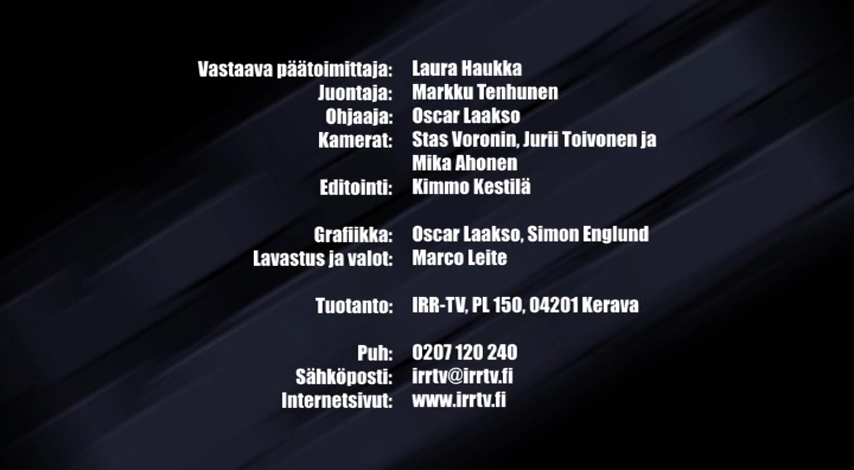 Vastaava päätoimittaja: Laura Haukka
Juontaja: Markku Tenhunen
Ohjaaja: Oscar Laakso
Kamerat: Stas Voronin, Jurii Toivonen ja
Mika Ahonen
Editointi: Kimmo Kestilä
Grafiikka: Oscar Laakso, Simon Englund
Lavastus ja valot: Marco Leite
Tuotanto: IRR-TV, PL 150, 04201 Kerava
Puh: 0207 120 240
Sähköposti: irrtv@irrtv.fi
Internetsivut: www.irrtv.fi